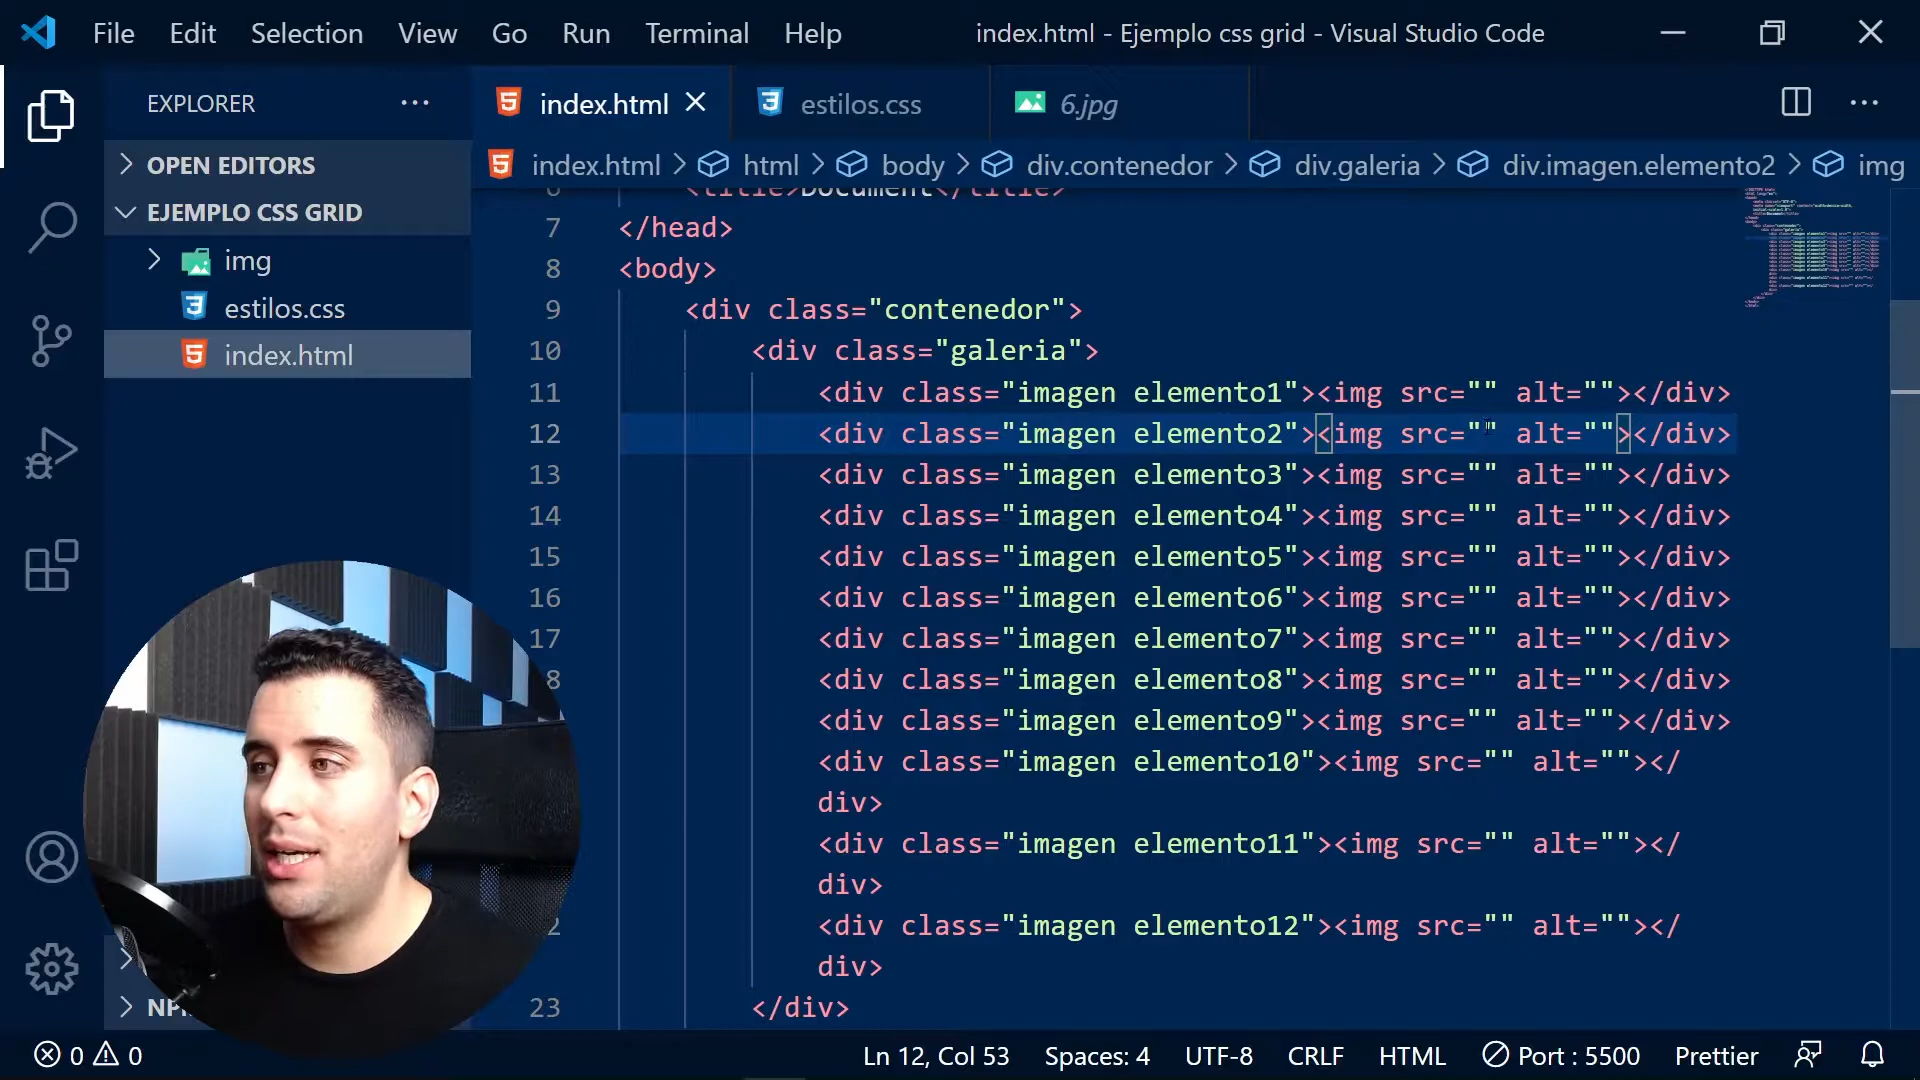 File Edit Selection View Go Run Terminal Help index.html - Ejemplo css grid - Visual Studio Code
EXPLORER
index.html estilos.css 6.jpg
OPEN EDITORS
index.html html body div.contenedor div.galeria div.imagen.elemento2 img
EJEMPLO CSS GRID
img
estilos.css
index.html
6 <title>Document</title>
7 </head>
8 <body>
9 <div class="contenedor">
10 <div class="galeria">
11 <div class="imagen elemento1"><img src="" alt=""></div>
12 <div class="imagen elemento2"><img src="" alt=""></div>
13 <div class="imagen elemento3"><img src="" alt=""></div>
14 <div class="imagen elemento4"><img src="" alt=""></div>
15 <div class="imagen elemento5"><img src="" alt=""></div>
16 <div class="imagen elemento6"><img src="" alt=""></div>
17 <div class="imagen elemento7"><img src="" alt=""></div>
8 <div class="imagen elemento8"><img src="" alt=""></div>
<div class="imagen elemento9"><img src="" alt=""></div>
<div class="imagen elemento10"><img src="" alt=""></
div>
<div class="imagen elemento11"><img src="" alt=""></
div>
2 <div class="imagen elemento12"><img src="" alt=""></
div>
23 </div>
0 0 Ln 12, Col 53 Spaces: 4 UTF-8 CRLF HTML Port : 5500 Prettier